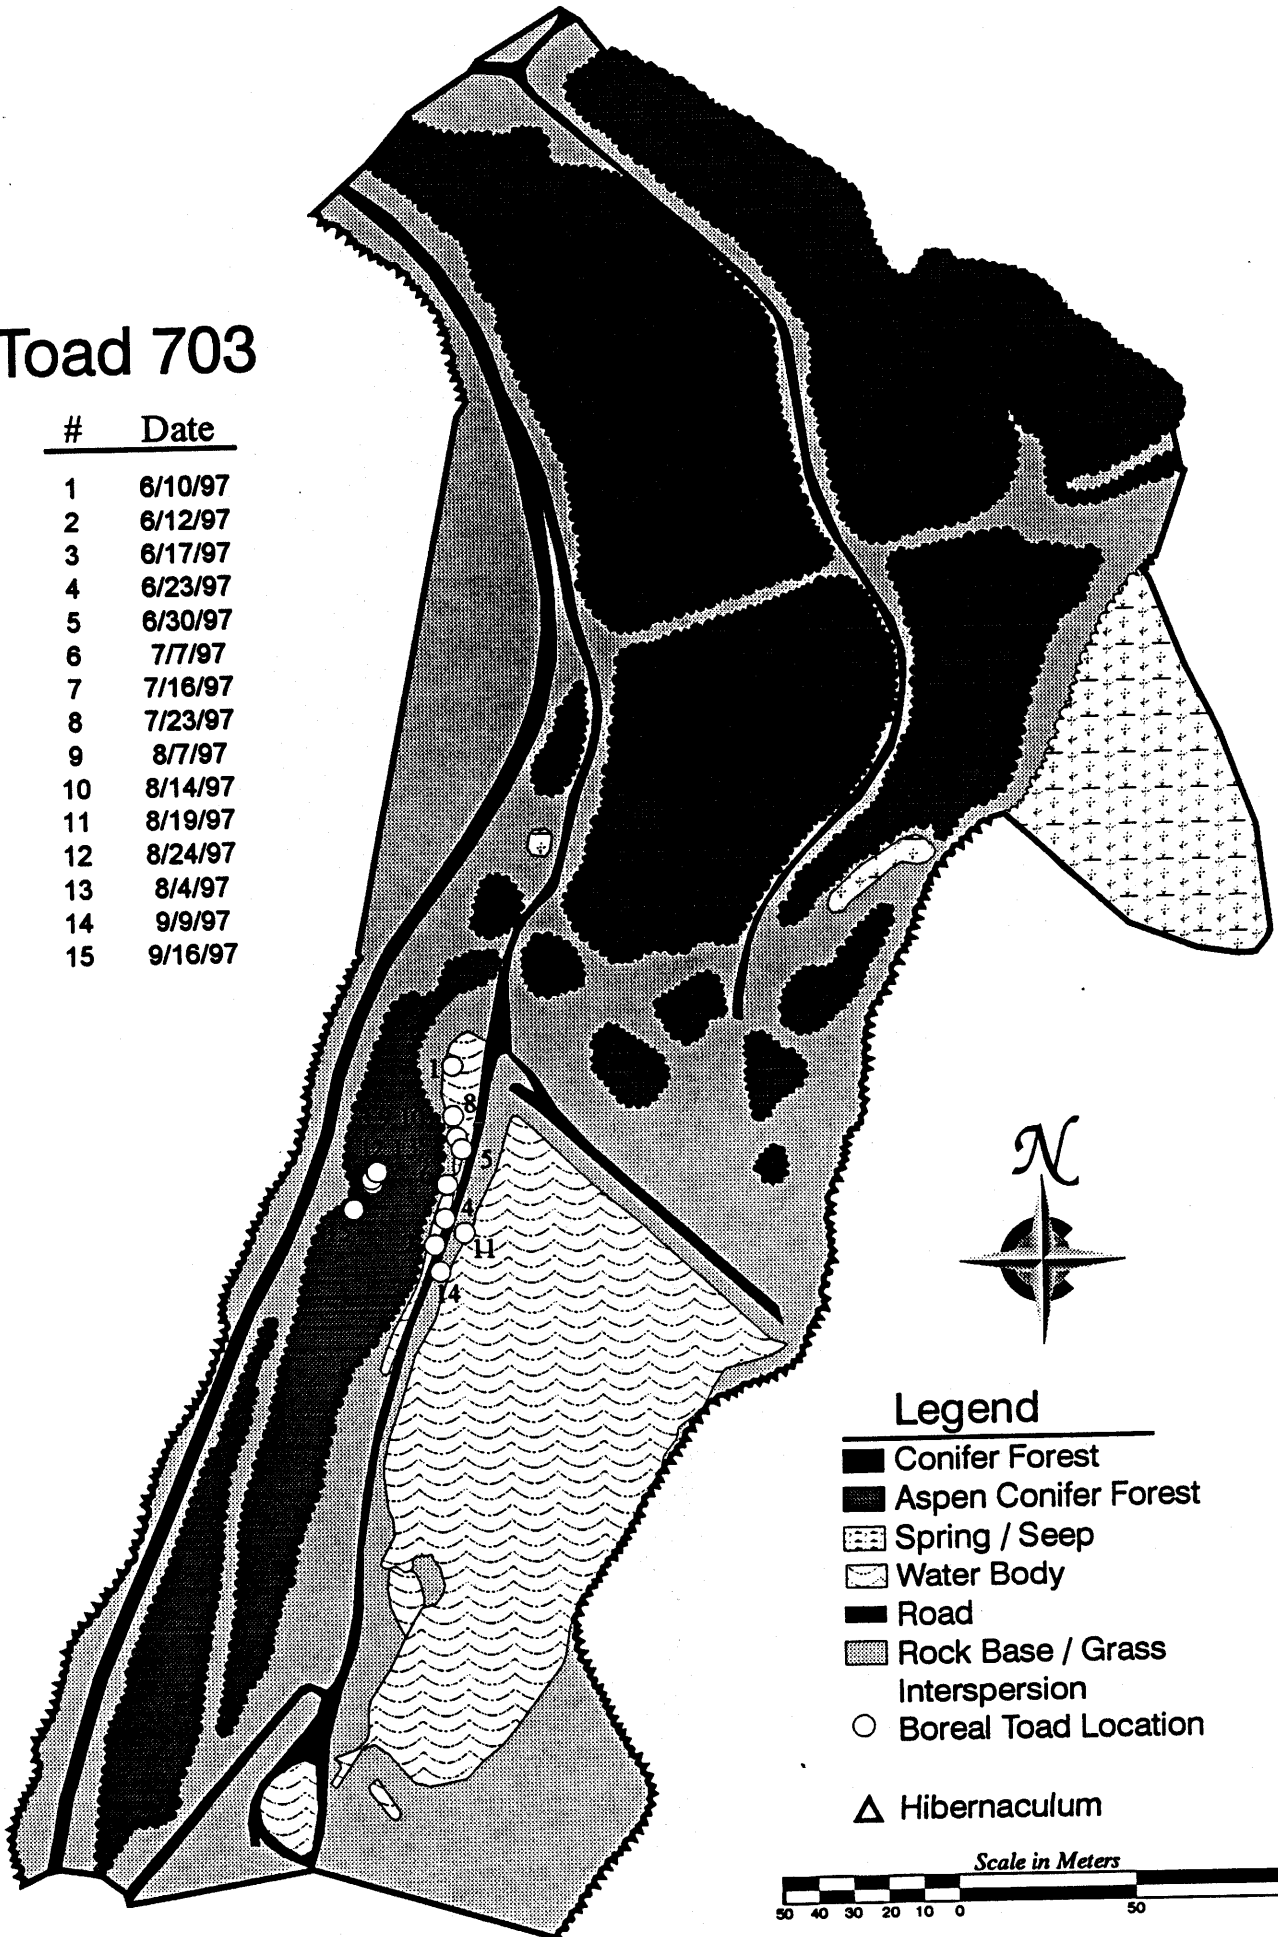 Toad 703
# Date
1 6/10/97
2 6/12/97
3 6/17/97
4 6/23/97
5 6/30/97
6 7/7/97
7 7/16/97
8 7/23/97
9 8/7/97
10 8/14/97
11 8/19/97
12 8/24/97
13 8/4/97
14 9/9/97
15 9/16/97
1
8
5
4
11
14
N
Legend
Conifer Forest
Aspen Conifer Forest
Spring / Seep
Water Body
Road
Rock Base / Grass
Interspersion
Boreal Toad Location
Hibernaculum
Scale in Meters
50 40 30 20 10 0 50